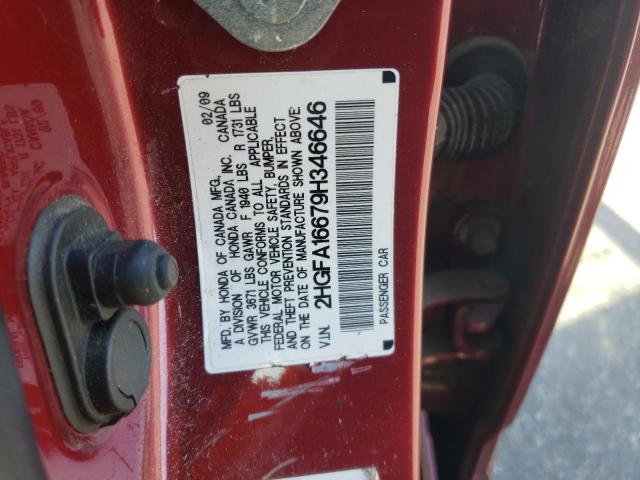 MFD. BY HONDA OF CANADA MFG., 02/09
A DIVISION OF HONDA CANADA INC. CANADA
GVWR 3671 LBS GAWR F 1940 LBS R 1731 LBS
THIS VEHICLE CONFORMS TO ALL APPLICABLE
FEDERAL MOTOR VEHICLE SAFETY, BUMPER,
AND THEFT PREVENTION STANDARDS IN EFFECT
ON THE DATE OF MANUFACTURE SHOWN ABOVE.
V.I.N. 2HGFA16679H346646
PASSENGER CAR